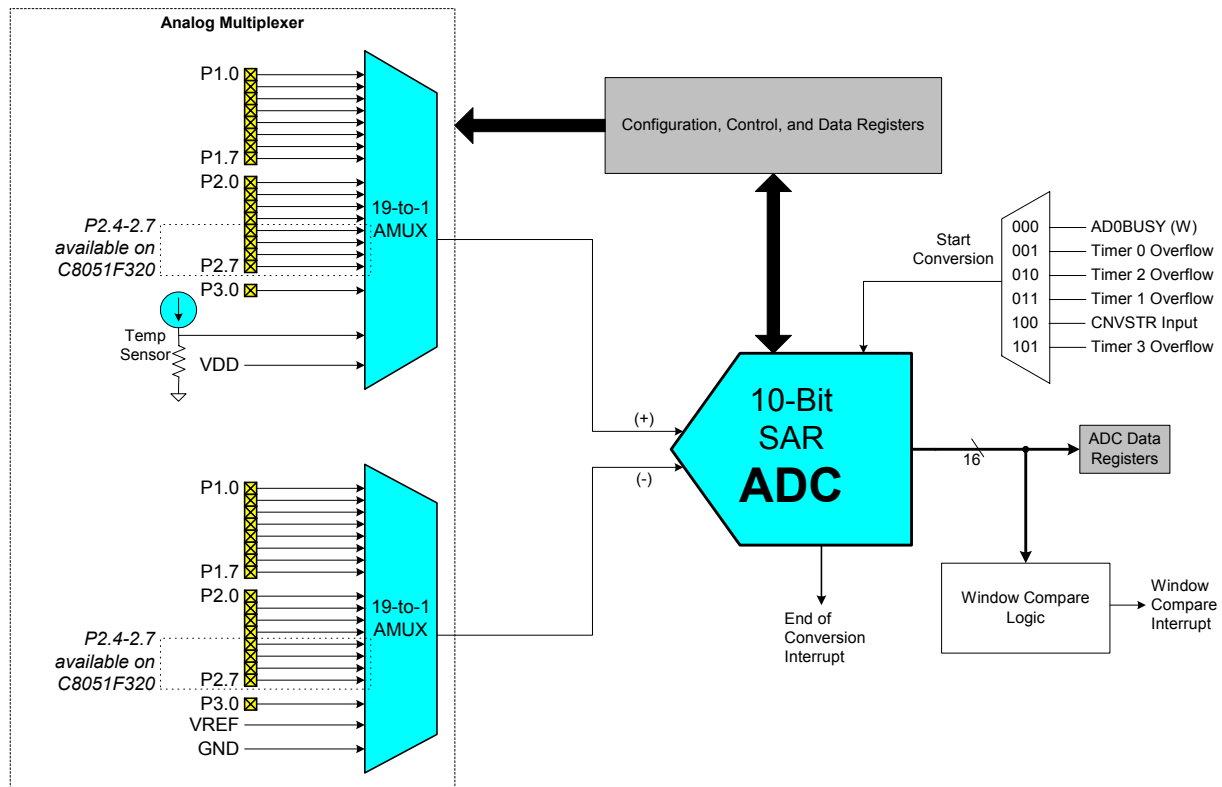 Analog Multiplexer
P1.0
P1.7
P2.0
P2.4-2.7
available on
C8051F320
P2.7
P3.0
Temp
Sensor
VDD
19-to-1
AMUX
Configuration, Control, and Data Registers
Start
Conversion
000
AD0BUSY (W)
001
Timer 0 Overflow
010
Timer 2 Overflow
011
Timer 1 Overflow
100
CNVSTR Input
101
Timer 3 Overflow
(+)
(-)
10-Bit
SAR
ADC
16
ADC Data
Registers
P1.0
P1.7
P2.0
P2.4-2.7
available on
C8051F320
P2.7
P3.0
VREF
GND
19-to-1
AMUX
End of
Conversion
Interrupt
Window Compare
Logic
Window
Compare
Interrupt